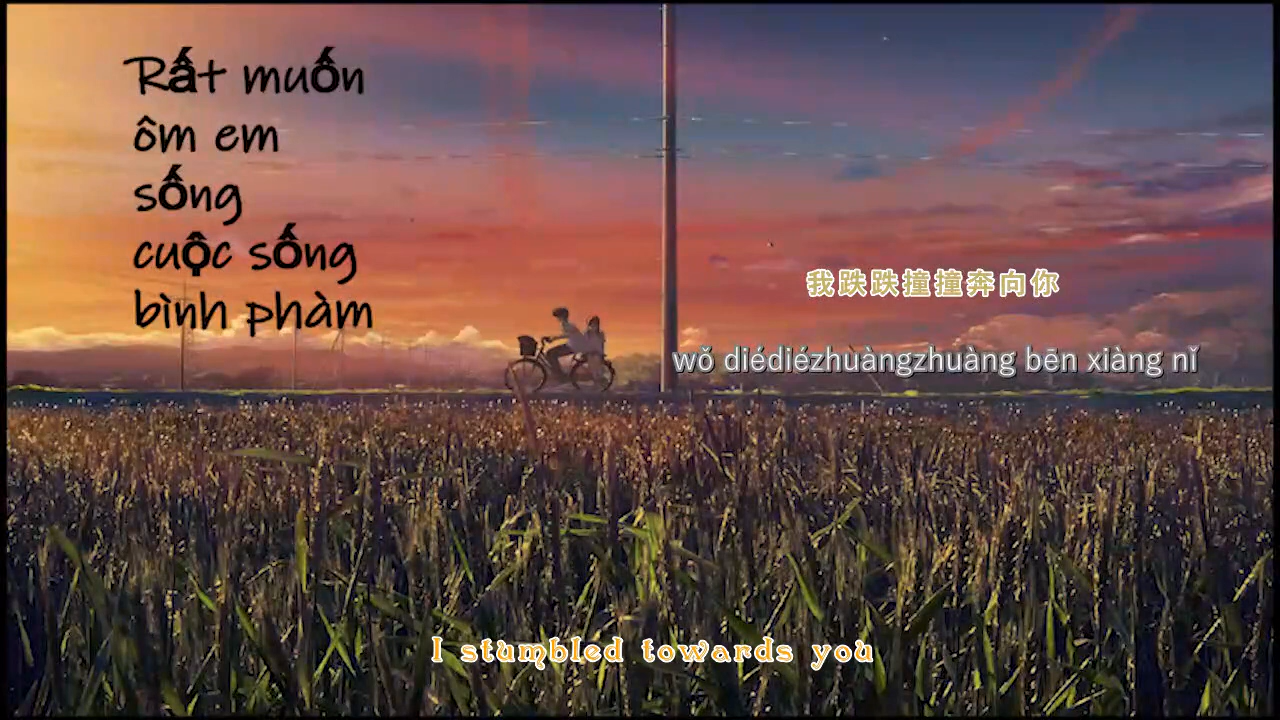 Rất muốn
ôm em
sống
cuộc sống
bình phàm
我跌跌撞撞奔向你
wǒ diédiézhuàngzhuàng bēn xiàng nǐ
I stumbled towards you